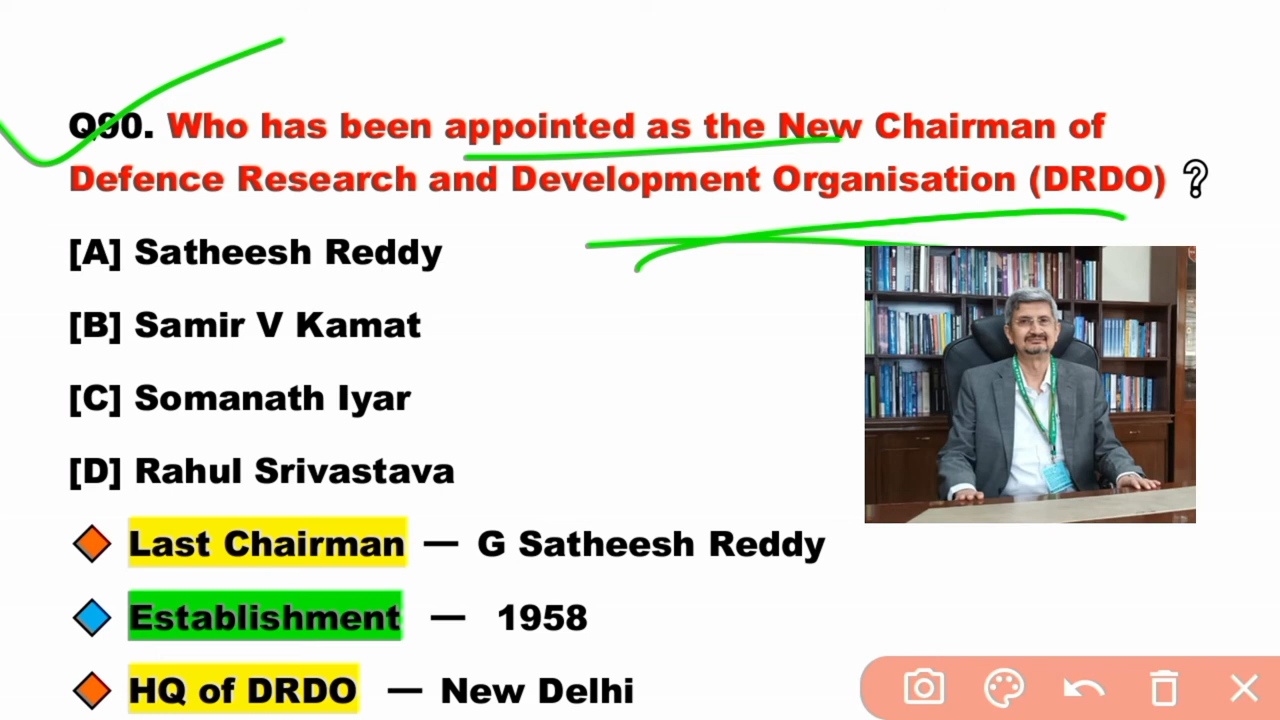 Q90. Who has been appointed as the New Chairman of
Defence Research and Development Organisation (DRDO) ?
[A] Satheesh Reddy
[B] Samir V Kamat
[C] Somanath Iyar
[D] Rahul Srivastava
Last Chairman — G Satheesh Reddy
Establishment — 1958
HQ of DRDO — New Delhi